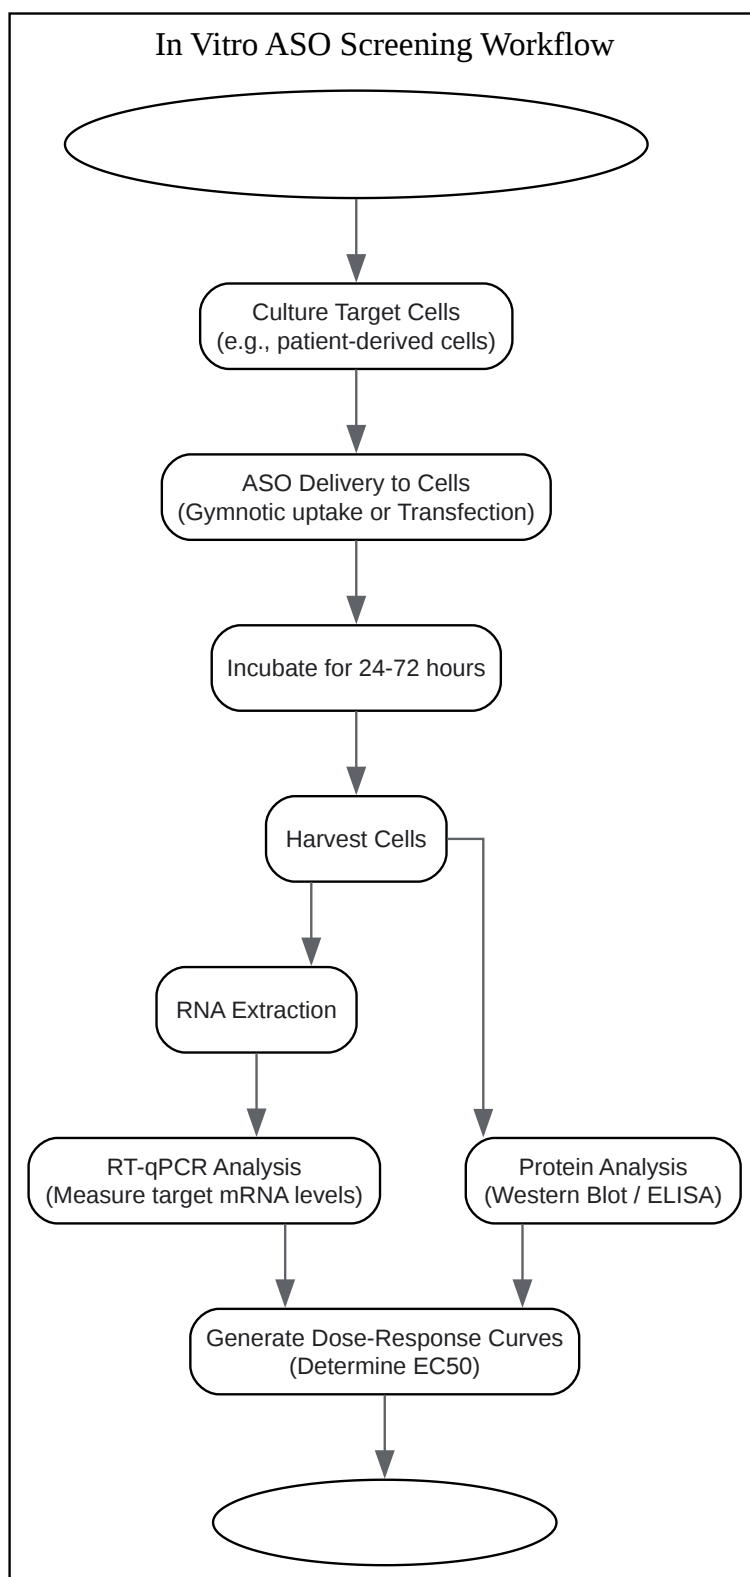 In Vitro ASO Screening Workflow
Culture Target Cells
(e.g., patient-derived cells)
ASO Delivery to Cells
(Gymnotic uptake or Transfection)
Incubate for 24-72 hours
Harvest Cells
RNA Extraction
RT-qPCR Analysis
(Measure target mRNA levels)
Protein Analysis
(Western Blot / ELISA)
Generate Dose-Response Curves
(Determine EC50)